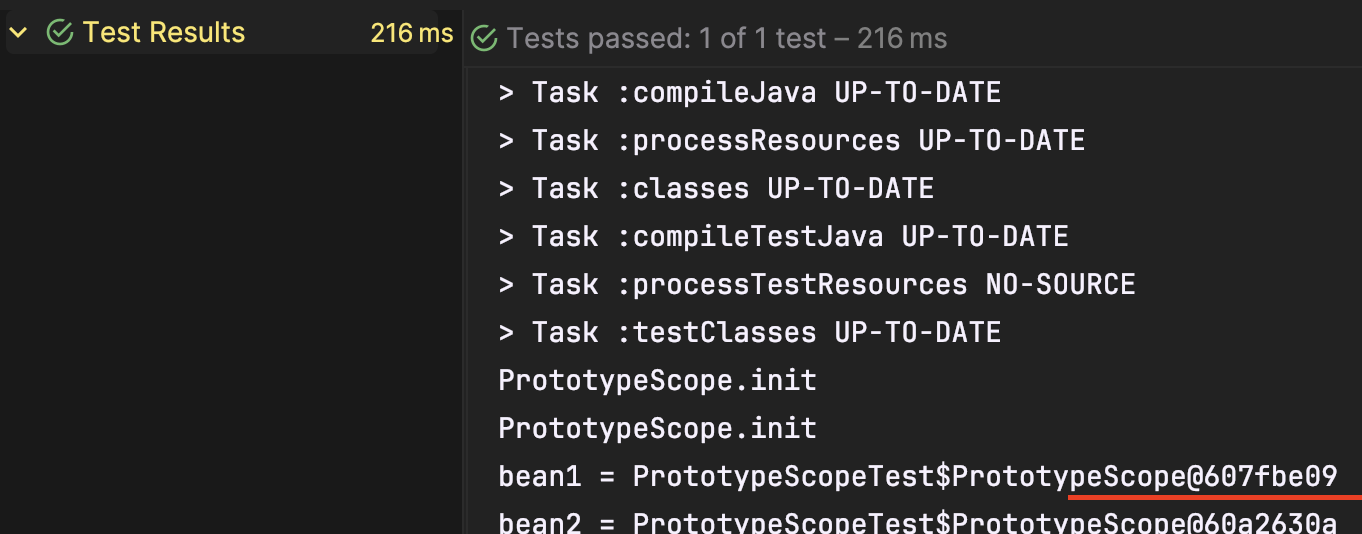 Test Results 216 ms
Tests passed: 1 of 1 test – 216 ms
> Task :compileJava UP-TO-DATE
> Task :processResources UP-TO-DATE
> Task :classes UP-TO-DATE
> Task :compileTestJava UP-TO-DATE
> Task :processTestResources NO-SOURCE
> Task :testClasses UP-TO-DATE
PrototypeScope.init
PrototypeScope.init
bean1 = PrototypeScopeTest$PrototypeScope@607fbe09
bean2 = PrototypeScopeTest$PrototypeScope@60a2630a